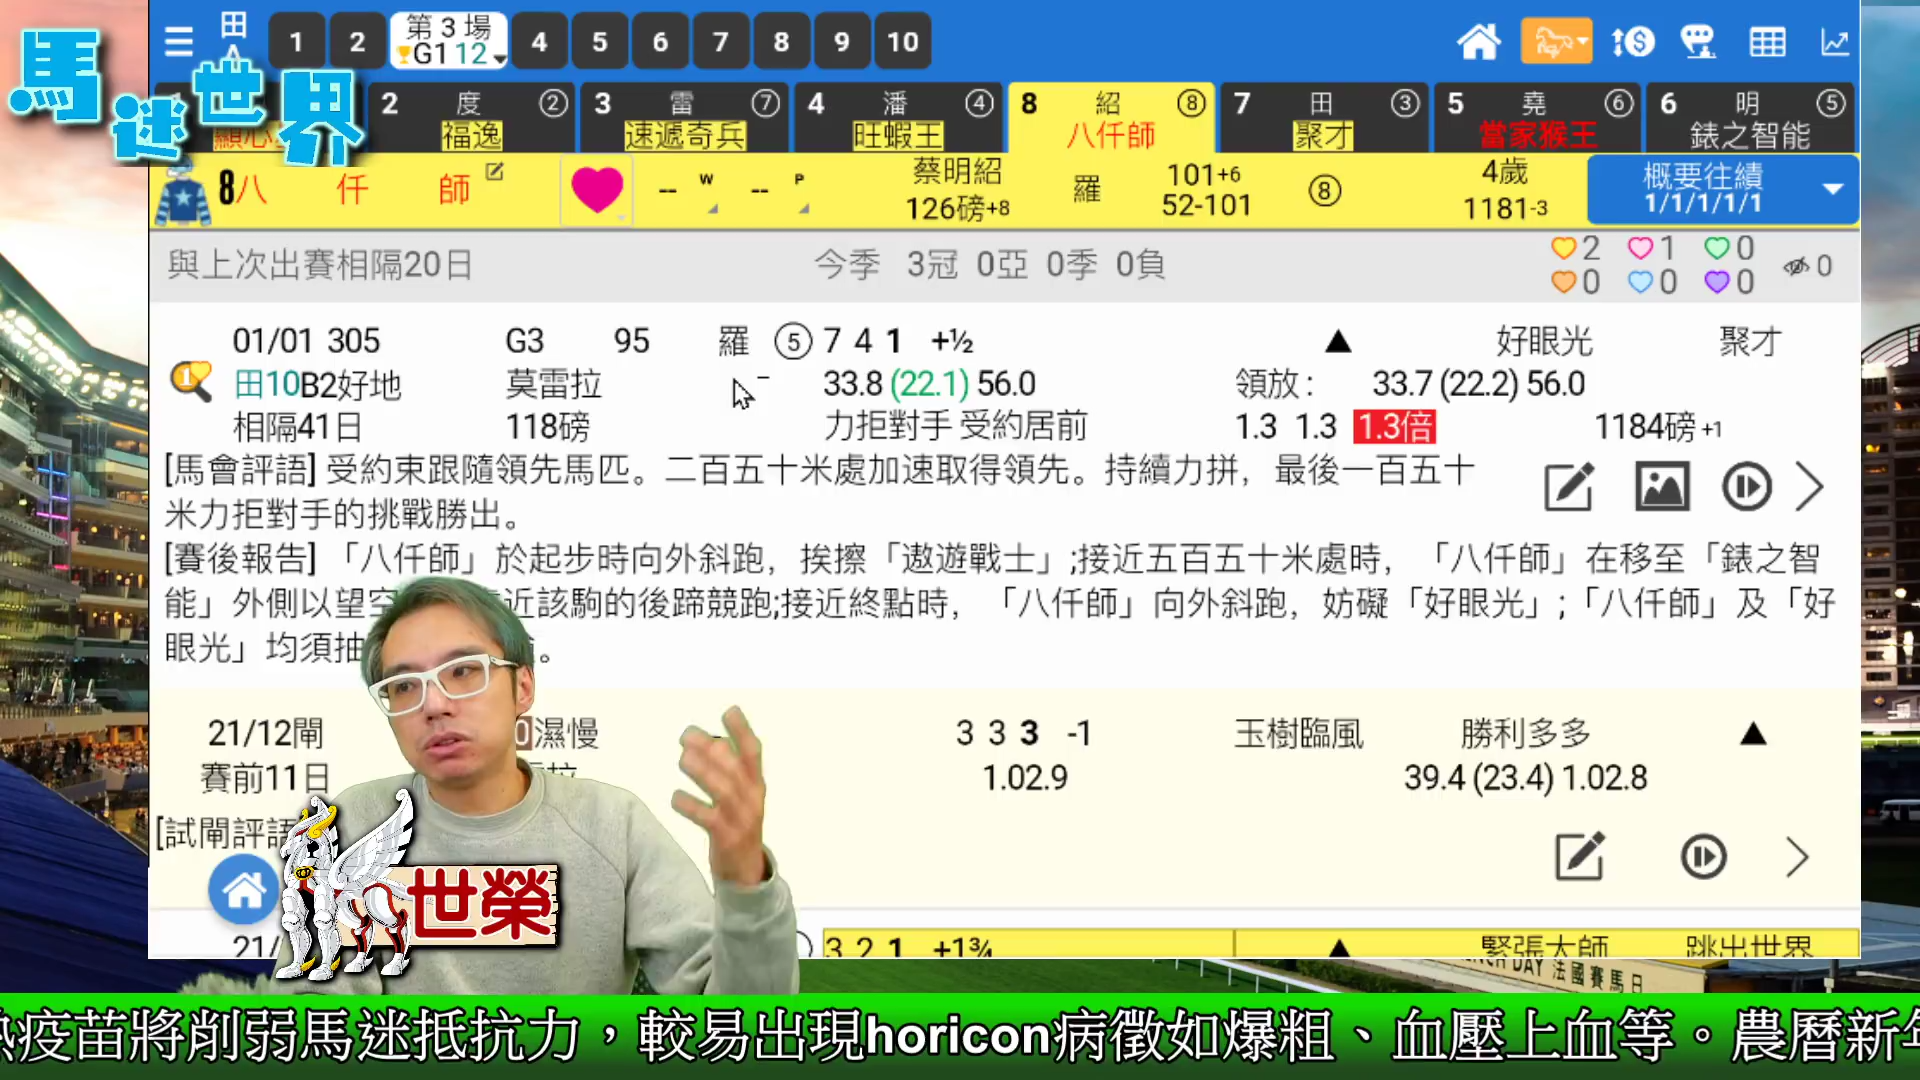 馬迷世界
田
1 2 第 3 場 G1 12 4 5 6 7 8 9 10
2 度 ② 福逸
3 雷 ⑦ 速遞奇兵
4 潘 ④ 旺蝦王
8 紹 ⑧ 八仟師
7 田 ③ 聚才
5 堯 ⑥ 當家猴王
6 明 ⑤ 錶之智能
8 八仟師 -- W -- P
蔡明紹 羅 101+6 ⑧ 4歲 概要往績
126磅+8 52-101 1181-3 1/1/1/1/1
與上次出賽相隔20日 今季 3冠 0亞 0季 0負
2 1 0 0
0 0 0
01/01 305 G3 95 羅 ⑤ 7 4 1 +½ ▲ 好眼光 聚才
田10B2好地 莫雷拉 - 33.8 (22.1) 56.0 領放: 33.7 (22.2) 56.0
相隔41日 118磅 力拒對手 受約居前 1.3 1.3 1.3倍 1184磅 +1
[馬會評語] 受約束跟隨領先馬匹。二百五十米處加速取得領先。持續力拼，最後一百五十
米力拒對手的挑戰勝出。
[賽後報告] 「八仟師」於起步時向外斜跑，挨擦「遨遊戰士」;接近五百五十米處時，「八仟師」在移至「錶之智
能」外側以望空 近該駒的後蹄競跑;接近終點時，「八仟師」向外斜跑，妨礙「好眼光」;「八仟師」及「好
眼光」均須抽 。
21/12閘 0濕慢 - 3 3 3 -1 玉樹臨風 勝利多多 ▲
賽前11日 1.02.9 39.4 (23.4) 1.02.8
[試閘評語
世榮
21/ 3 2 1 +1¾ ▲ 緊張大師 跳出世界
DAY 法國賽馬日
疫苗將削弱馬迷抵抗力，較易出現horicon病徵如爆粗、血壓上血等。農曆新年